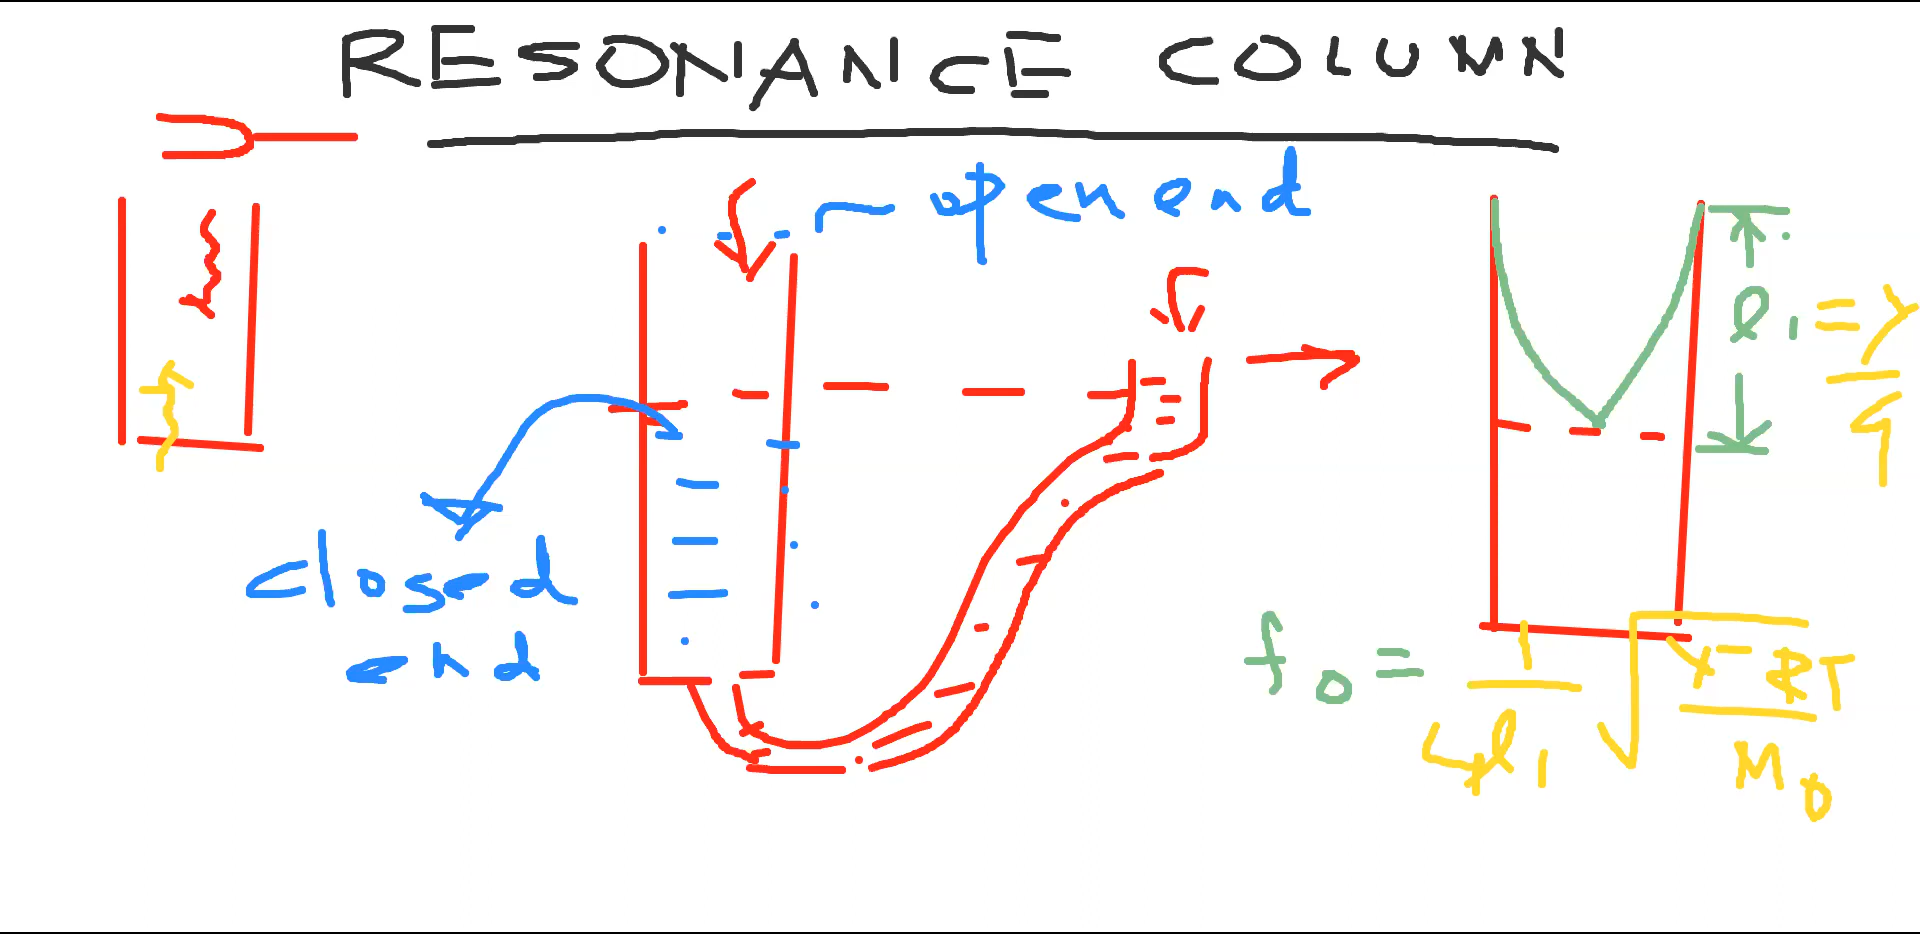 RESONANCE COLUMN
open end
closed
end
l₁ = λ/4
f₀ = 1/4l₁ √(γRT/M₀)